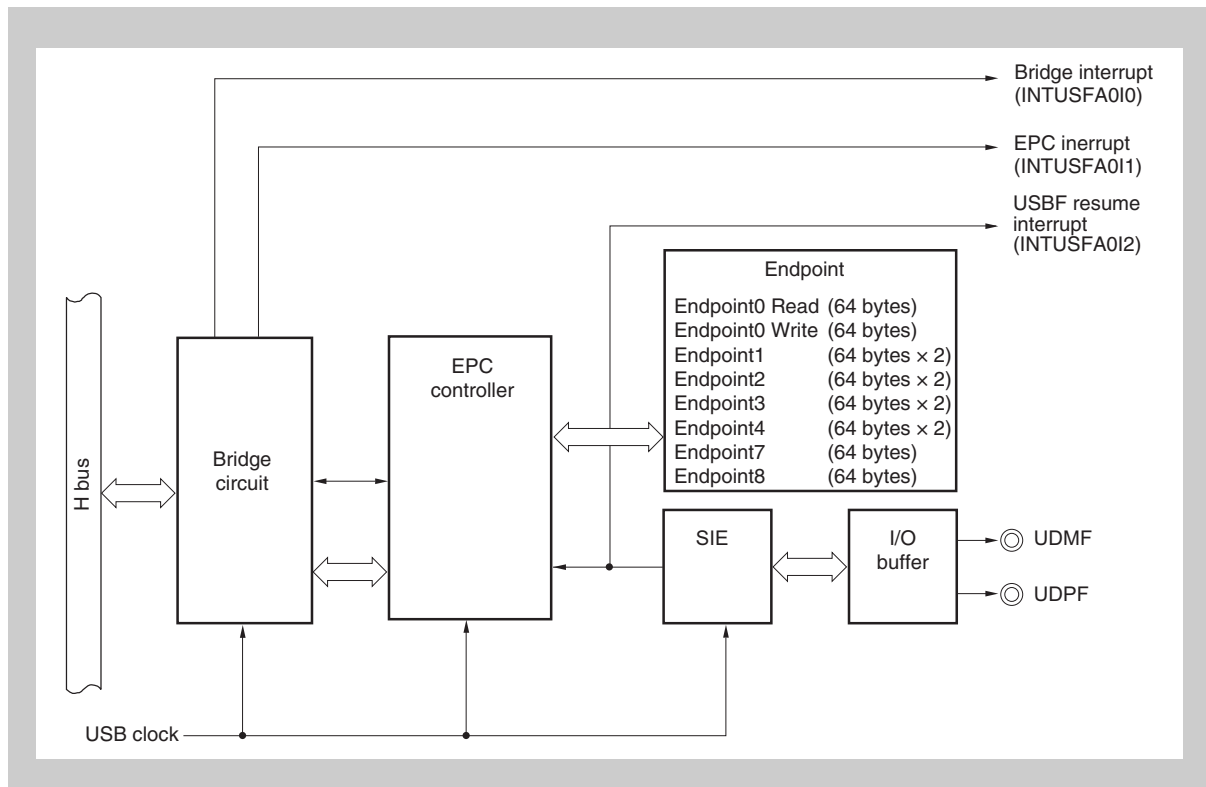 Bridge interrupt
(INTUSFA0I0)
EPC inerrupt
(INTUSFA0I1)
USBF resume
interrupt
(INTUSFA0I2)
Endpoint
Endpoint0 Read (64 bytes)
Endpoint0 Write (64 bytes)
Endpoint1 (64 bytes × 2)
Endpoint2 (64 bytes × 2)
Endpoint3 (64 bytes × 2)
Endpoint4 (64 bytes × 2)
Endpoint7 (64 bytes)
Endpoint8 (64 bytes)
EPC
controller
Bridge
circuit
H bus
SIE
I/O
buffer
UDMF
UDPF
USB clock